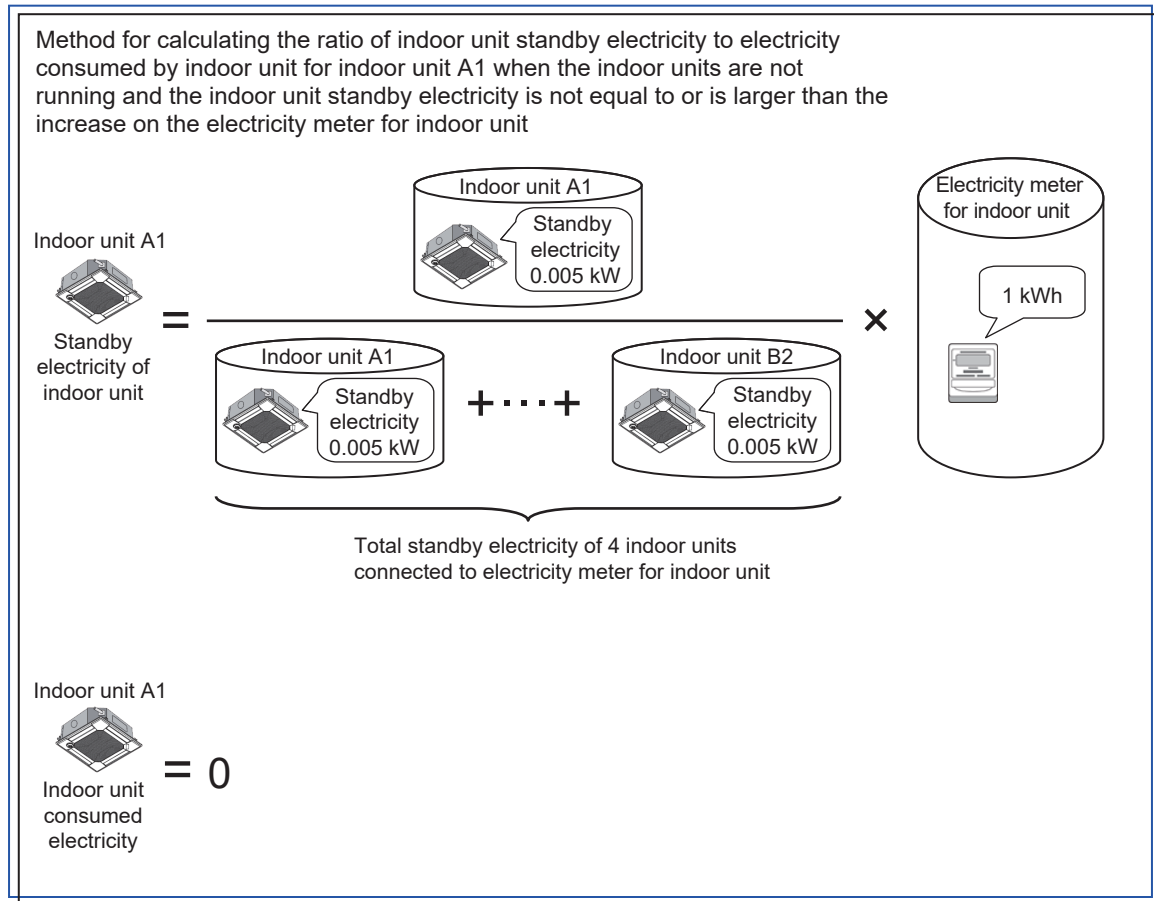 Method for calculating the ratio of indoor unit standby electricity to electricity
consumed by indoor unit for indoor unit A1 when the indoor units are not
running and the indoor unit standby electricity is not equal to or is larger than the
increase on the electricity meter for indoor unit
Indoor unit A1
Standby
electricity of
indoor unit
=
Indoor unit A1
Standby
electricity
0.005 kW
Indoor unit A1
Standby
electricity
0.005 kW
+····+
Indoor unit B2
Standby
electricity
0.005 kW
Total standby electricity of 4 indoor units
connected to electricity meter for indoor unit
×
Electricity meter
for indoor unit
1 kWh
Indoor unit A1
Indoor unit
consumed
electricity
= 0